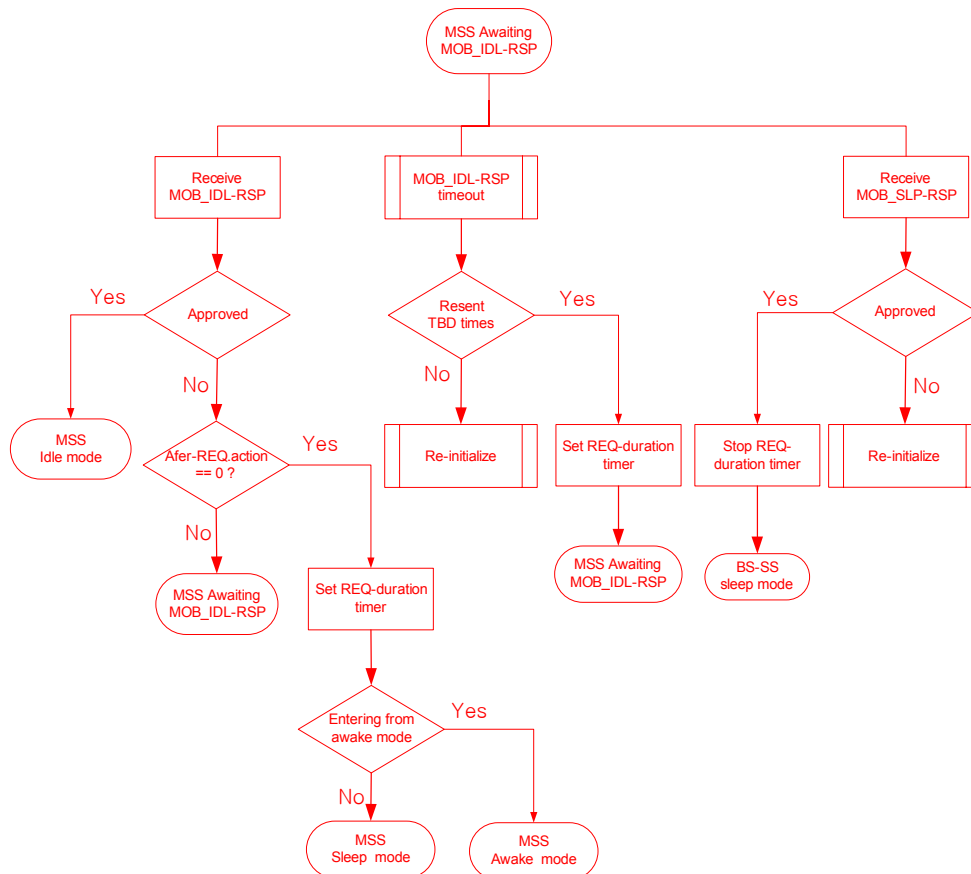 MSS Awaiting
MOB_IDL-RSP
Receive
MOB_IDL-RSP
MOB_IDL-RSP
timeout
Receive
MOB_SLP-RSP
Yes
Approved
Resent
TBD times
Yes
Yes
Approved
No
No
No
MSS
Idle mode
Afer-REQ.action
== 0 ?
Yes
Re-initialize
Set REQ-duration
timer
Stop REQ-
duration timer
Re-initialize
No
MSS Awaiting
MOB_IDL-RSP
Set REQ-duration
timer
MSS Awaiting
MOB_IDL-RSP
BS-SS
sleep mode
Entering from
awake mode
Yes
No
MSS
Sleep mode
MSS
Awake mode